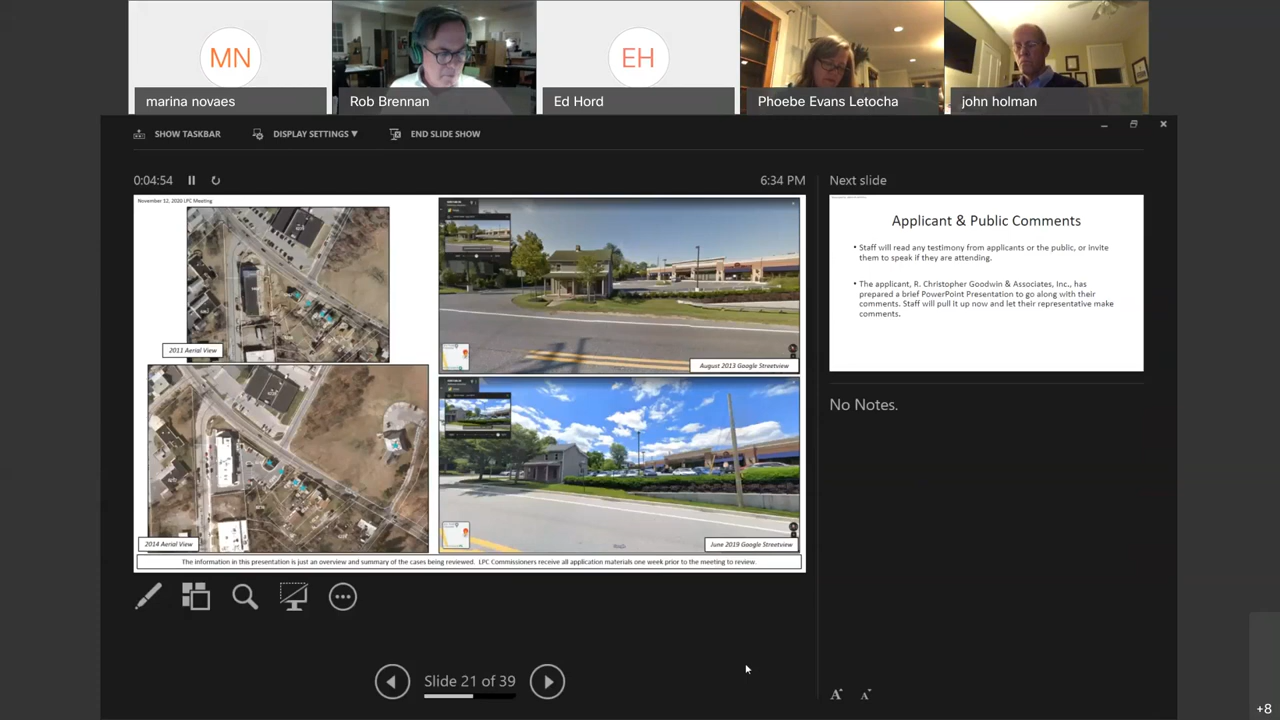 MN
EH
marina novaes
Rob Brennan
Ed Hord
Phoebe Evans Letocha
john holman
SHOW TASKBAR
DISPLAY SETTINGS ▼
END SLIDE SHOW
0:04:54
6:34 PM
Next slide
November 12, 2020 LPC Meeting
2011 Aerial View
August 2013 Google Streetview
2014 Aerial View
June 2019 Google Streetview
The information in this presentation is just an overview and summary of the cases being reviewed. LPC Commissioners receive all application materials one week prior to the meeting to review.
Applicant & Public Comments
• Staff will read any testimony from applicants or the public, or invite
them to speak if they are attending.
• The applicant, R. Christopher Goodwin & Associates, Inc., has
prepared a brief PowerPoint Presentation to go along with their
comments. Staff will pull it up now and let their representative make
comments.
No Notes.
Slide 21 of 39
A A
+8